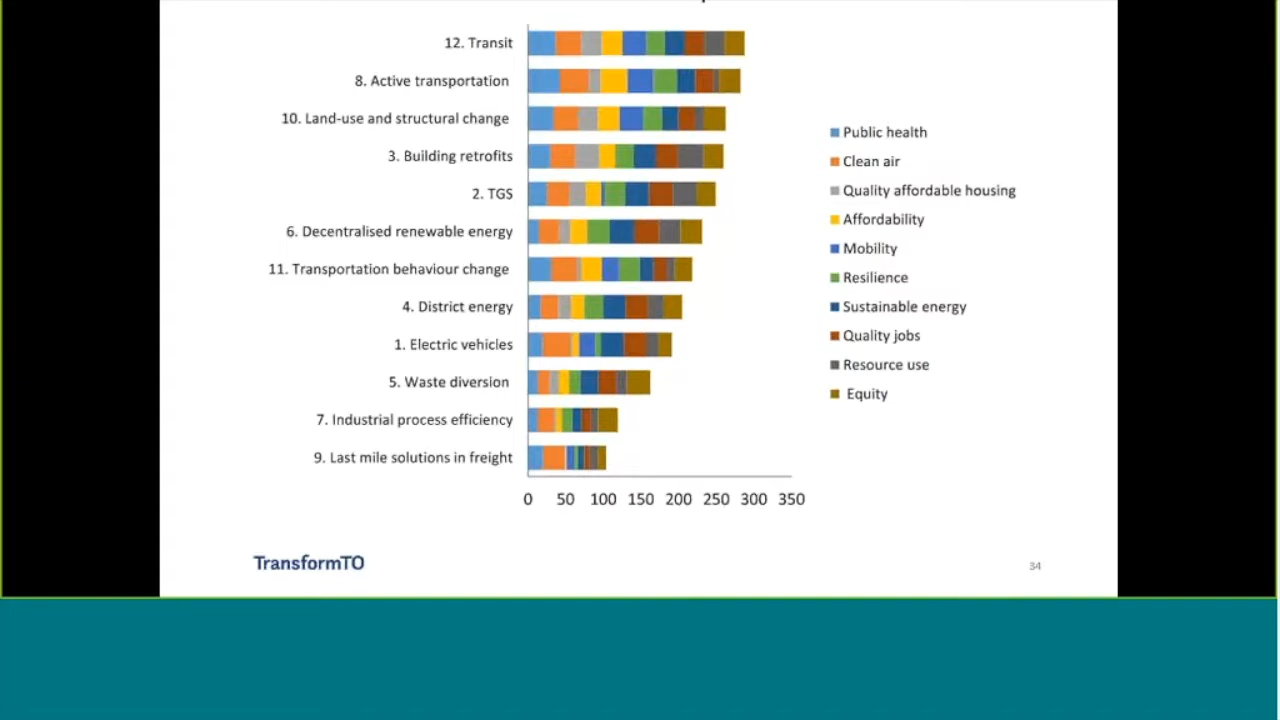 12. Transit
8. Active transportation
10. Land-use and structural change
3. Building retrofits
2. TGS
6. Decentralised renewable energy
11. Transportation behaviour change
4. District energy
1. Electric vehicles
5. Waste diversion
7. Industrial process efficiency
9. Last mile solutions in freight
0 50 100 150 200 250 300 350
Public health
Clean air
Quality affordable housing
Affordability
Mobility
Resilience
Sustainable energy
Quality jobs
Resource use
Equity
TransformTO
34